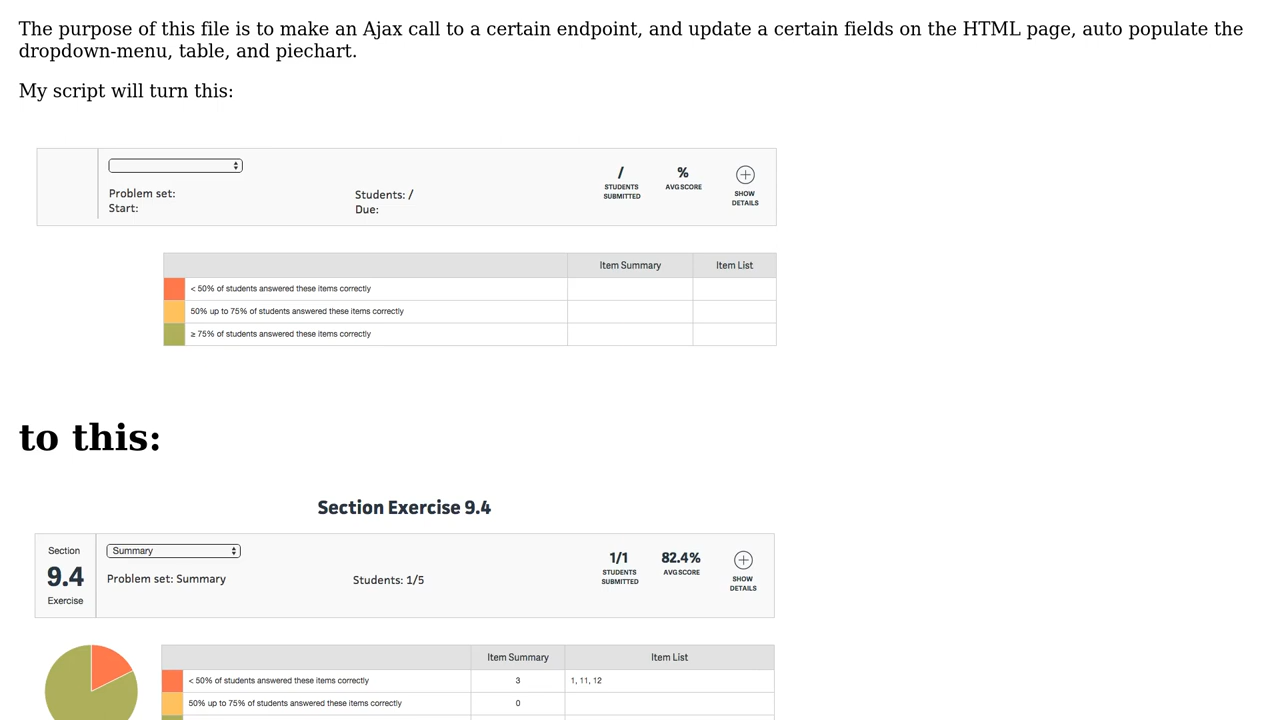 The purpose of this file is to make an Ajax call to a certain endpoint, and update a certain fields on the HTML page, auto populate the
dropdown-menu, table, and piechart.
My script will turn this:
Problem set:
Start:
Students: /
Due:
/
STUDENTS
SUBMITTED
%
AVG SCORE
SHOW
DETAILS
Item Summary Item List
< 50% of students answered these items correctly
50% up to 75% of students answered these items correctly
≥ 75% of students answered these items correctly
to this:
Section Exercise 9.4
Section
9.4
Exercise
Summary
Problem set: Summary
Students: 1/5
1/1
STUDENTS
SUBMITTED
82.4%
AVG SCORE
SHOW
DETAILS
Item Summary Item List
< 50% of students answered these items correctly 3 1, 11, 12
50% up to 75% of students answered these items correctly 0